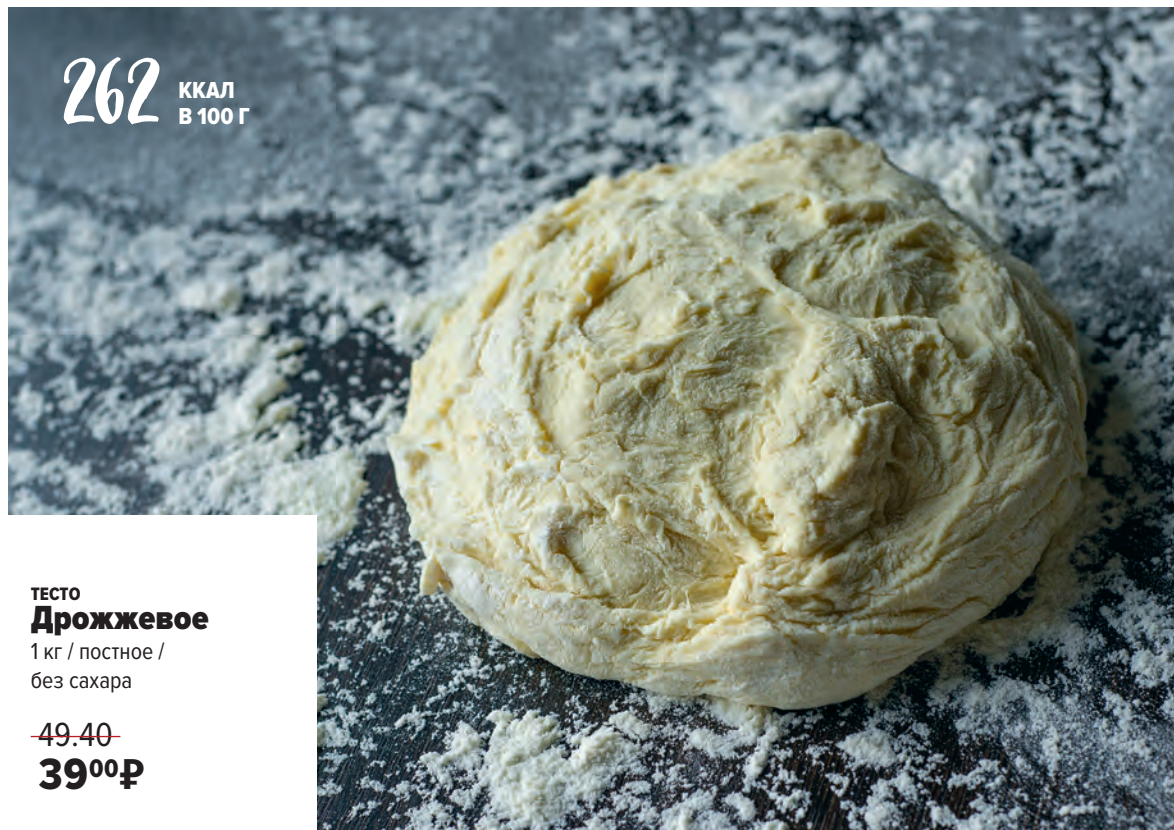 262 ККАЛ
В 100 Г
ТЕСТО
Дрожжевое
1 кг / постное /
без сахара
49.40
39⁰⁰₽